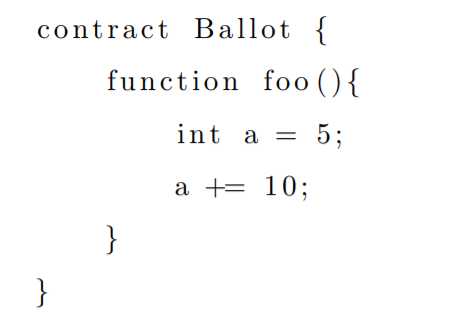 contract Ballot {
function foo(){
int a = 5;
a += 10;
}
}